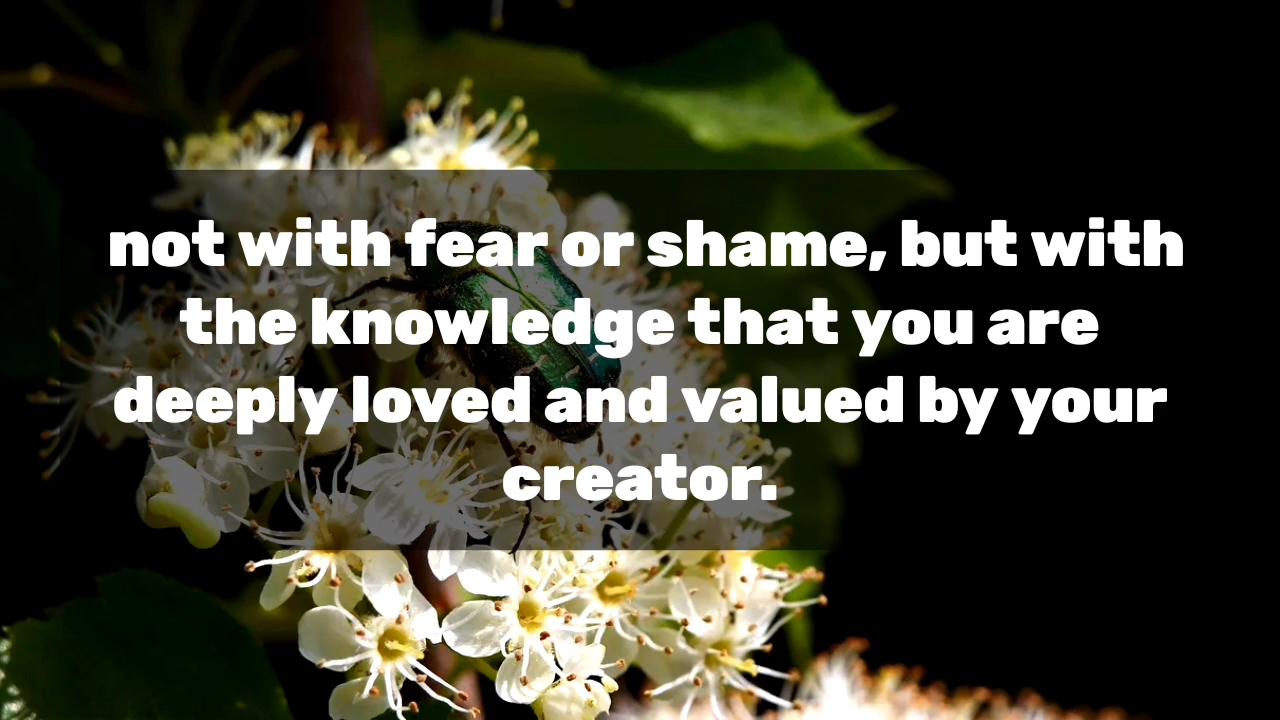 not with fear or shame, but with
the knowledge that you are
deeply loved and valued by your
creator.